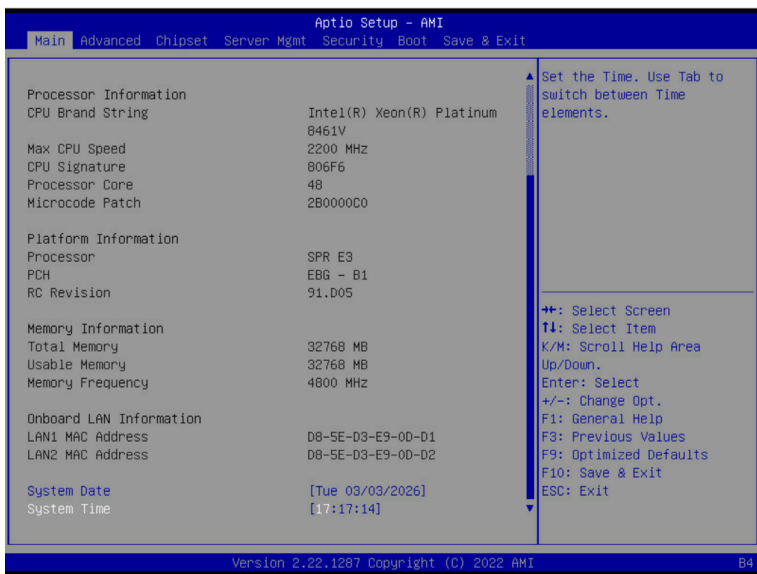 Aptio Setup – AMI
Main Advanced Chipset Server Mgmt Security Boot Save & Exit
Processor Information
CPU Brand String Intel(R) Xeon(R) Platinum
8461V
Max CPU Speed 2200 MHz
CPU Signature 806F6
Processor Core 48
Microcode Patch 2B0000C0
Platform Information
Processor SPR E3
PCH EBG – B1
RC Revision 91.D05
Memory Information
Total Memory 32768 MB
Usable Memory 32768 MB
Memory Frequency 4800 MHz
Onboard LAN Information
LAN1 MAC Address D8-5E-D3-E9-0D-D1
LAN2 MAC Address D8-5E-D3-E9-0D-D2
System Date [Tue 03/03/2026]
System Time [17:17:14]
Set the Time. Use Tab to
switch between Time
elements.
→←: Select Screen
↑↓: Select Item
K/M: Scroll Help Area
Up/Down.
Enter: Select
+/-: Change Opt.
F1: General Help
F3: Previous Values
F9: Optimized Defaults
F10: Save & Exit
ESC: Exit
Version 2.22.1287 Copyright (C) 2022 AMI
B4